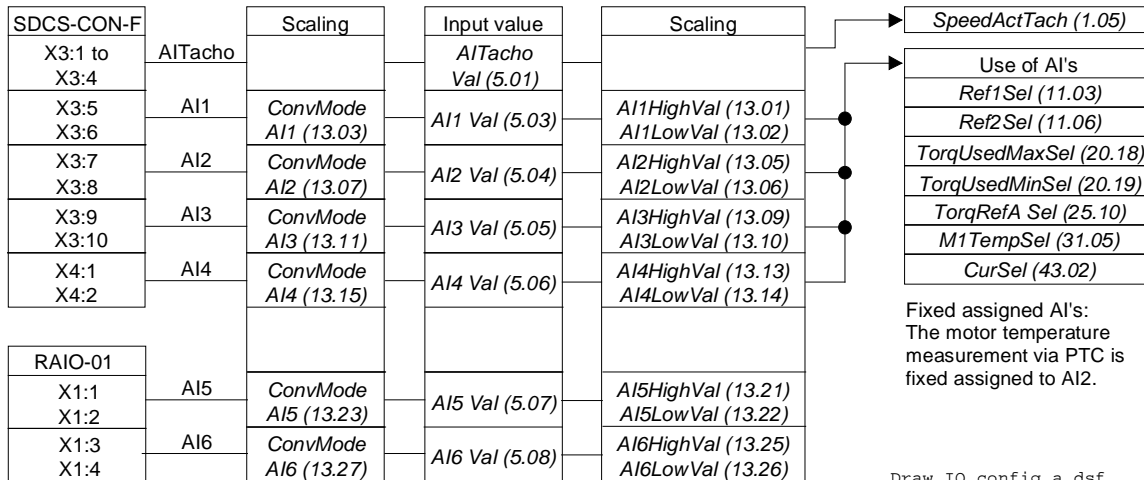 SDCS-CON-F
Scaling
Input value
Scaling
SpeedActTach (1.05)
X3:1 to
X3:4
AITacho
AITacho
Val (5.01)
Use of AI's
Ref1Sel (11.03)
Ref2Sel (11.06)
TorqUsedMaxSel (20.18)
TorqUsedMinSel (20.19)
TorqRefA Sel (25.10)
M1TempSel (31.05)
CurSel (43.02)
X3:5
X3:6
AI1
ConvMode
AI1 (13.03)
AI1 Val (5.03)
AI1HighVal (13.01)
AI1LowVal (13.02)
X3:7
X3:8
AI2
ConvMode
AI2 (13.07)
AI2 Val (5.04)
AI2HighVal (13.05)
AI2LowVal (13.06)
X3:9
X3:10
AI3
ConvMode
AI3 (13.11)
AI3 Val (5.05)
AI3HighVal (13.09)
AI3LowVal (13.10)
X4:1
X4:2
AI4
ConvMode
AI4 (13.15)
AI4 Val (5.06)
AI4HighVal (13.13)
AI4LowVal (13.14)
Fixed assigned AI's:
The motor temperature
measurement via PTC is
fixed assigned to AI2.
RAIO-01
X1:1
X1:2
AI5
ConvMode
AI5 (13.23)
AI5 Val (5.07)
AI5HighVal (13.21)
AI5LowVal (13.22)
X1:3
X1:4
AI6
ConvMode
AI6 (13.27)
AI6 Val (5.08)
AI6HighVal (13.25)
AI6LowVal (13.26)
Draw IO config a.dsf